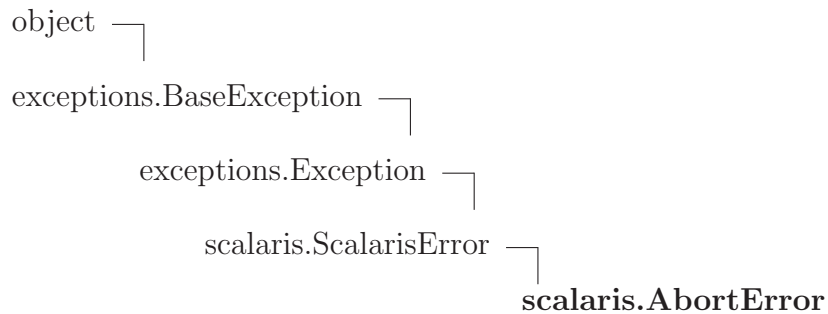 object
exceptions.BaseException
exceptions.Exception
scalaris.ScalarisError
scalaris.AbortError